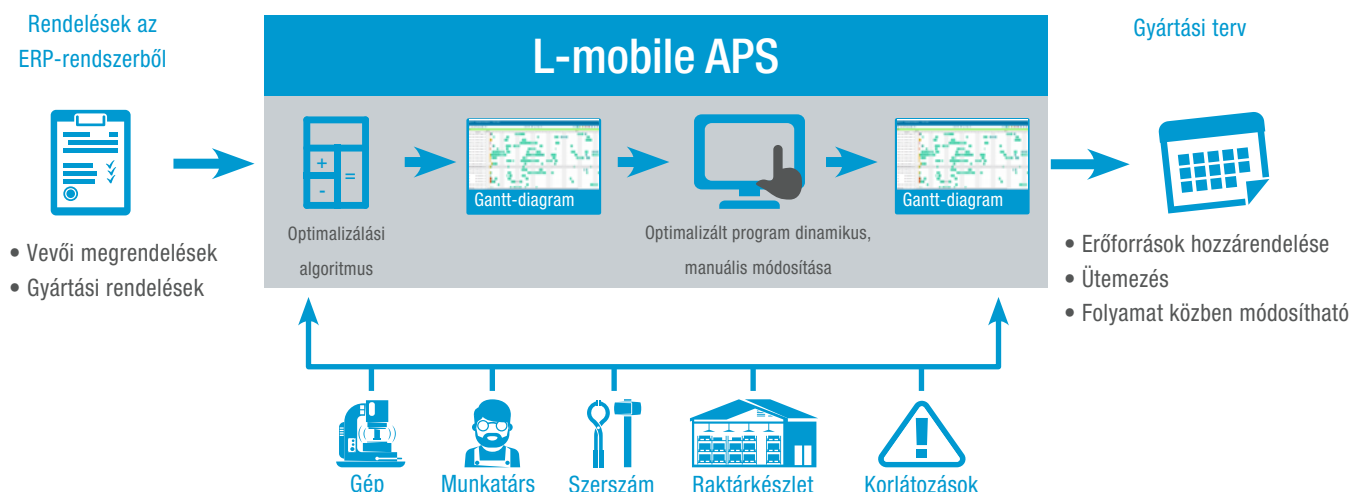 Rendelések az
ERP-rendszerből
• Vevői megrendelések
• Gyártási rendelések
L-mobile APS
+
-
=
Optimalizálási
algoritmus
Gantt-diagram
Optimalizált program dinamikus,
manuális módosítása
Gantt-diagram
Gyártási terv
• Erőforrások hozzárendelése
• Ütemezés
• Folyamat közben módosítható
Gép
Munkatárs
Szerszám
Raktárkészlet
Korlátozások